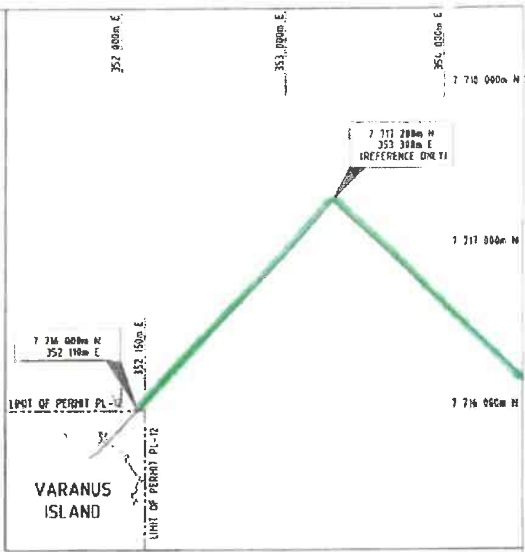 352 000m E
353 000m E
354 000m E
7 718 000m N
7 717 200m N
353 300m E
(REFERENCE ONLY)
7 717 000m N
7 716 000m N
352 110m E
352 150m E
LIMIT OF PERMIT PL-12
7 716 000m N
LIMIT OF PERMIT PL-12
VARANUS
ISLAND